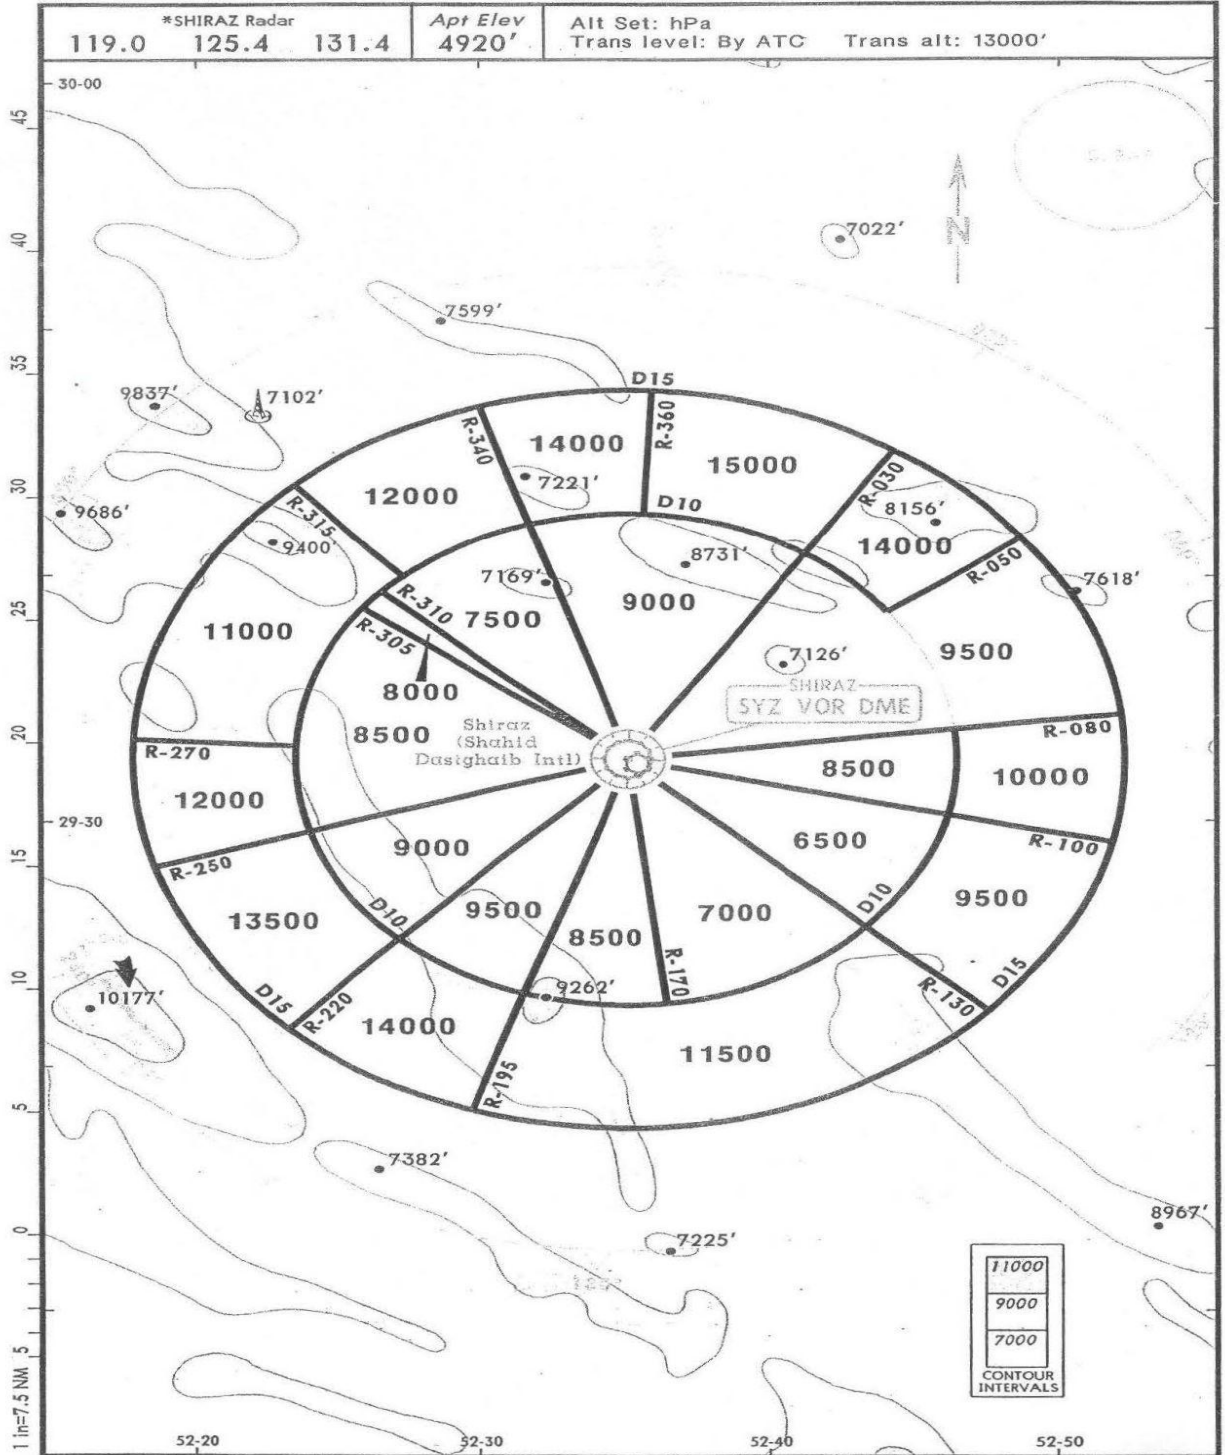 *SHIRAZ Radar
119.0 125.4 131.4
Apt Elev
4920'
Alt Set: hPa
Trans level: By ATC Trans alt: 13000'
30-00
45
7022'
N
40
7599'
35
D15
9837'
7102'
R-360
R-340
14000
15000
R-030
30
12000
7221'
D10
R-315
8156'
9686'
9400'
14000
8731'
R-050
7169'
7618'
R-310
9000
25
7500
11000
R-305
9500
7126'
8000
SHIRAZ
SYZ VOR DME
8500
Shiraz
(Shahid
Dastghaib Intl)
R-080
20
R-270
8500
10000
12000
29-30
6500
R-100
9000
15
R-250
D10
9500
D10
9500
7000
13500
8500
R-170
10
9262'
D15
10177'
D15
R-220
R-130
14000
11500
R-195
5
7382'
8967'
0
7225'
11000
9000
7000
5
CONTOUR
INTERVALS
1 in=7.5 NM
52-20 52-30 52-40 52-50